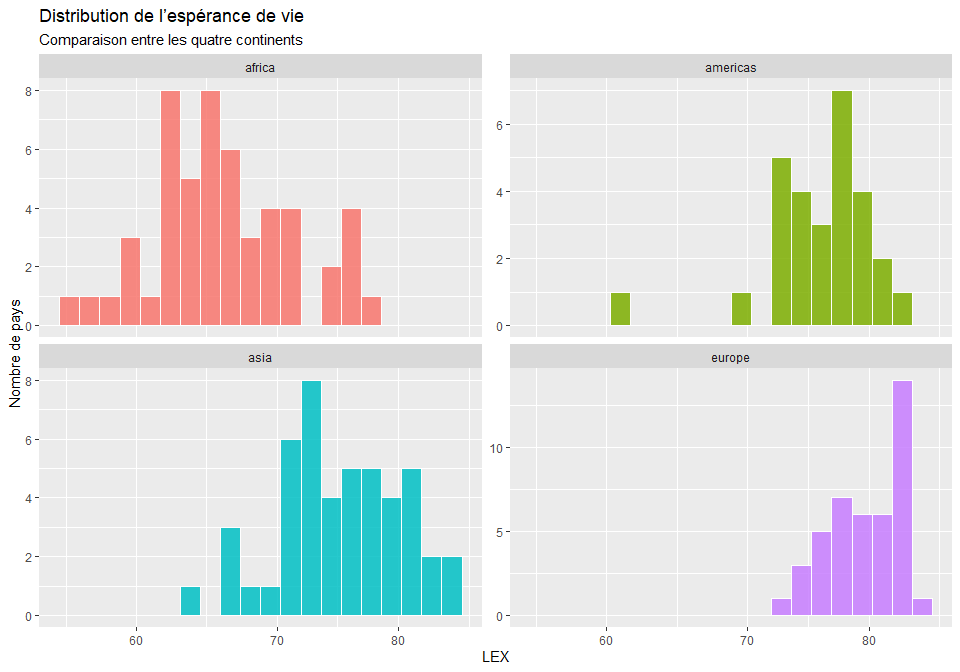 Distribution de l’espérance de vie
Comparaison entre les quatre continents
africa
americas
8
6
4
2
0
6
4
2
0
asia
europe
8
6
4
2
0
10
5
0
60 70 80
60 70 80
Nombre de pays
LEX